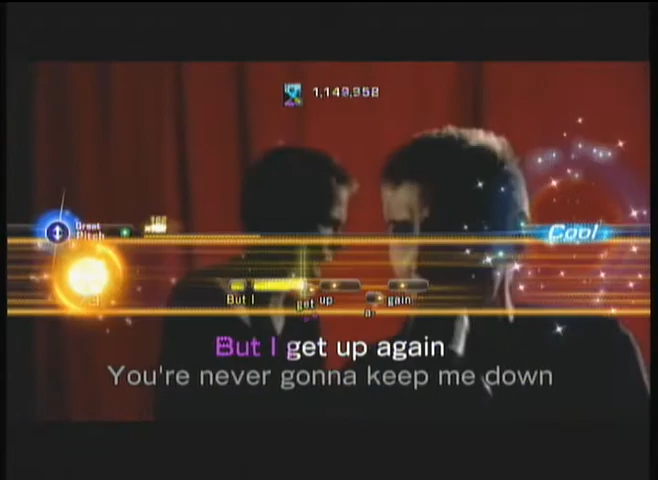 1,149,958
Great
Pitch
Cool
But I get up a gain
But I get up again
You're never gonna keep me down